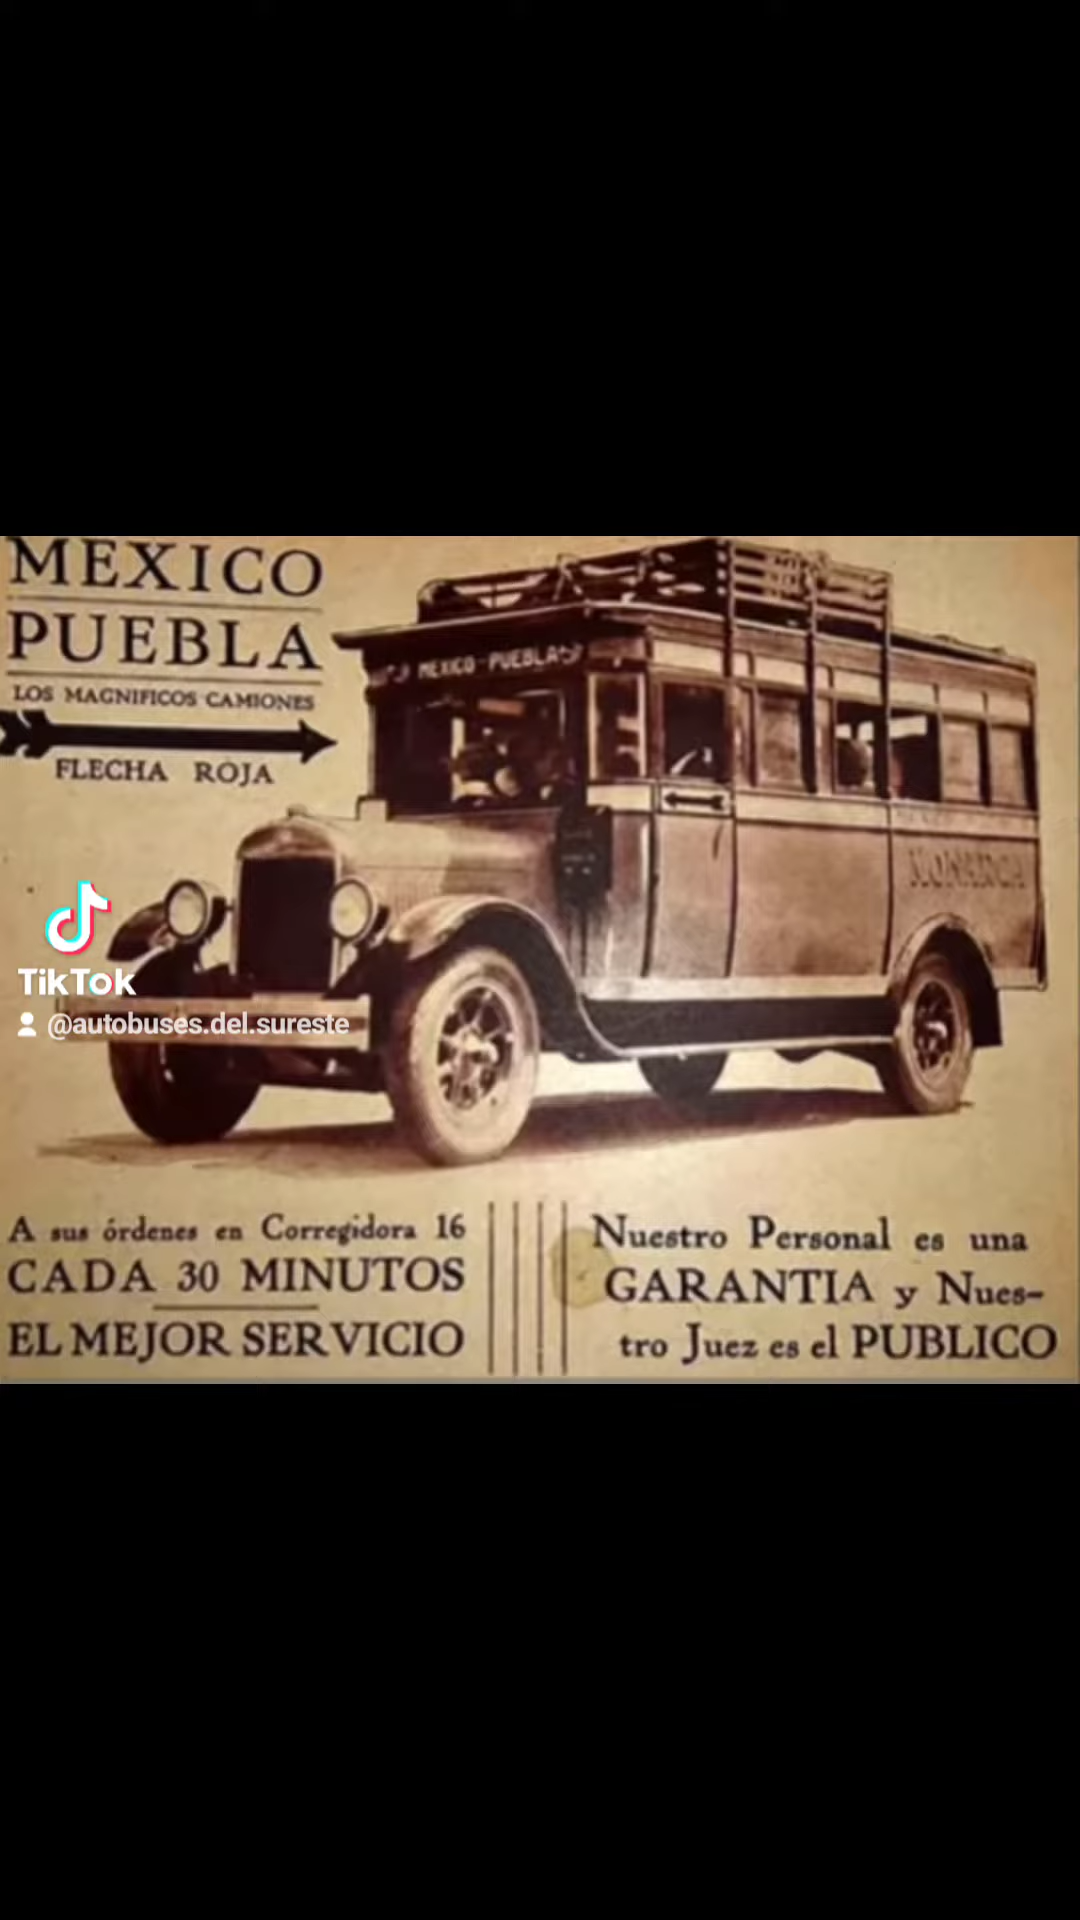 MEXICO
PUEBLA
LOS MAGNIFICOS CAMIONES
FLECHA ROJA
MEXICO-PUEBLA
MONARCA
TikTok
@autobuses.del.sureste
A sus órdenes en Corregidora 16
CADA 30 MINUTOS
EL MEJOR SERVICIO
Nuestro Personal es una
GARANTIA y Nues-
tro Juez es el PUBLICO